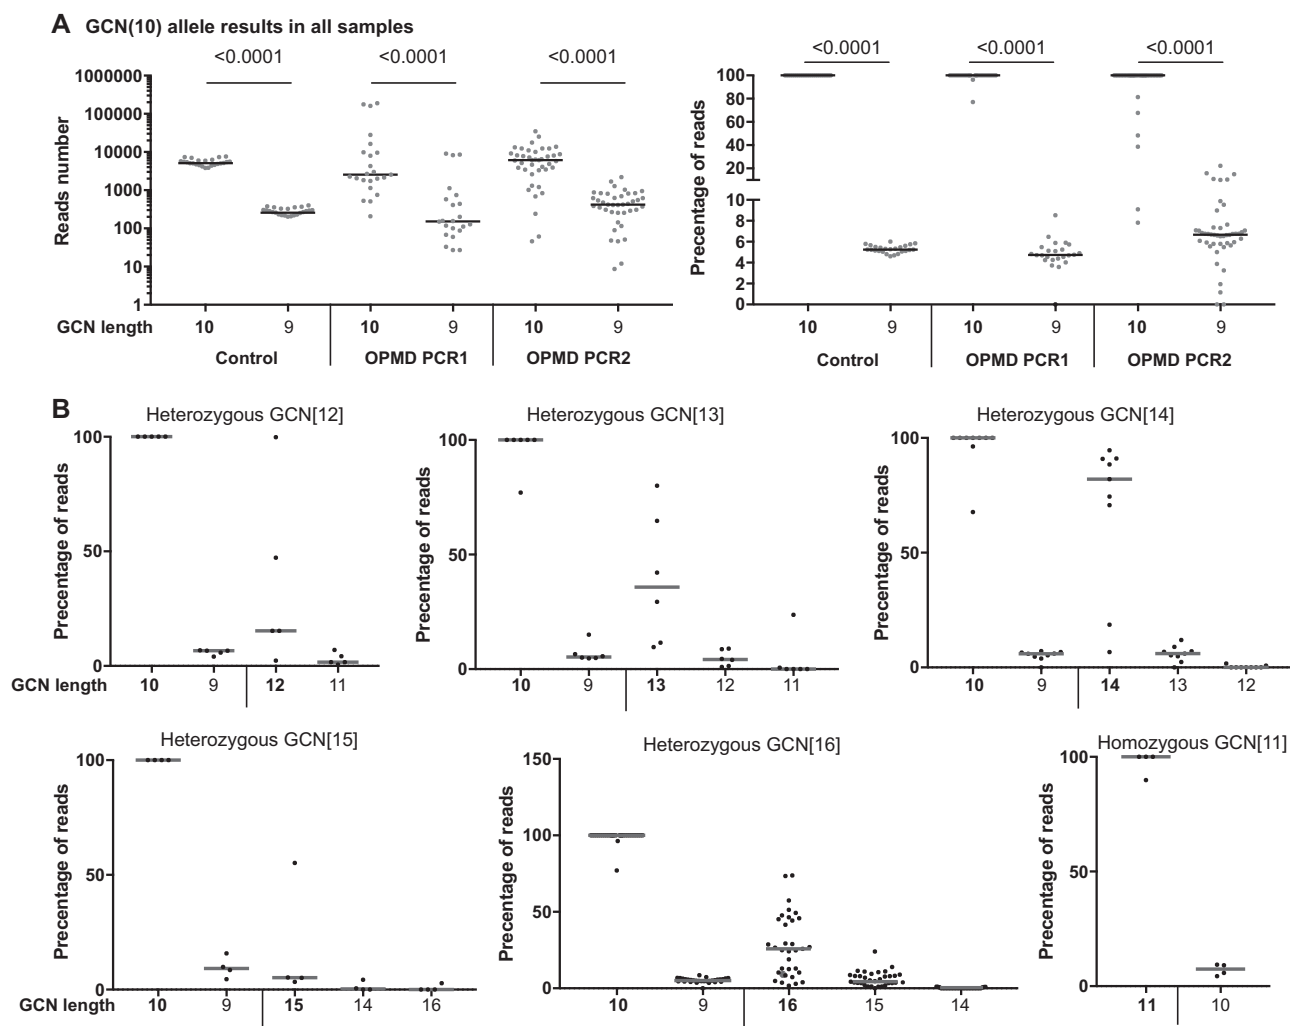 A GCN(10) allele results in all samples
<0.0001 <0.0001 <0.0001
Reads number
1000000
100000
10000
1000
100
10
1
GCN length 10 9 10 9 10 9
Control OPMD PCR1 OPMD PCR2
<0.0001 <0.0001 <0.0001
Precentage of reads
100
80
60
40
20
10
8
6
4
2
0
10 9 10 9 10 9
Control OPMD PCR1 OPMD PCR2
B
Heterozygous GCN[12]
Precentage of reads
100
50
0
GCN length 10 9 12 11
Heterozygous GCN[13]
Precentage of reads
100
50
0
10 9 13 12 11
Heterozygous GCN[14]
Precentage of reads
100
50
0
10 9 14 13 12
Heterozygous GCN[15]
Precentage of reads
100
50
0
GCN length 10 9 15 14 16
Heterozygous GCN[16]
Precentage of reads
150
100
50
0
10 9 16 15 14
Homozygous GCN[11]
Precentage of reads
100
50
0
11 10